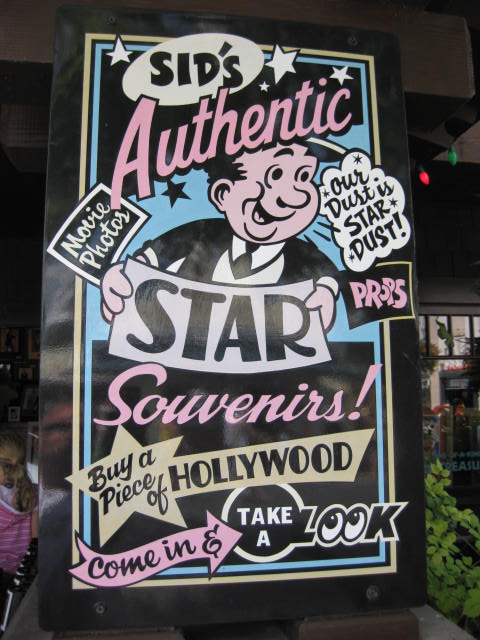 SID'S
Authentic
Movie
Photos
Our
Dust is
STAR
DUST!
PROPS
STAR
Souvenirs!
Buy a
Piece
of HOLLYWOOD
Come in &
TAKE
A LOOK